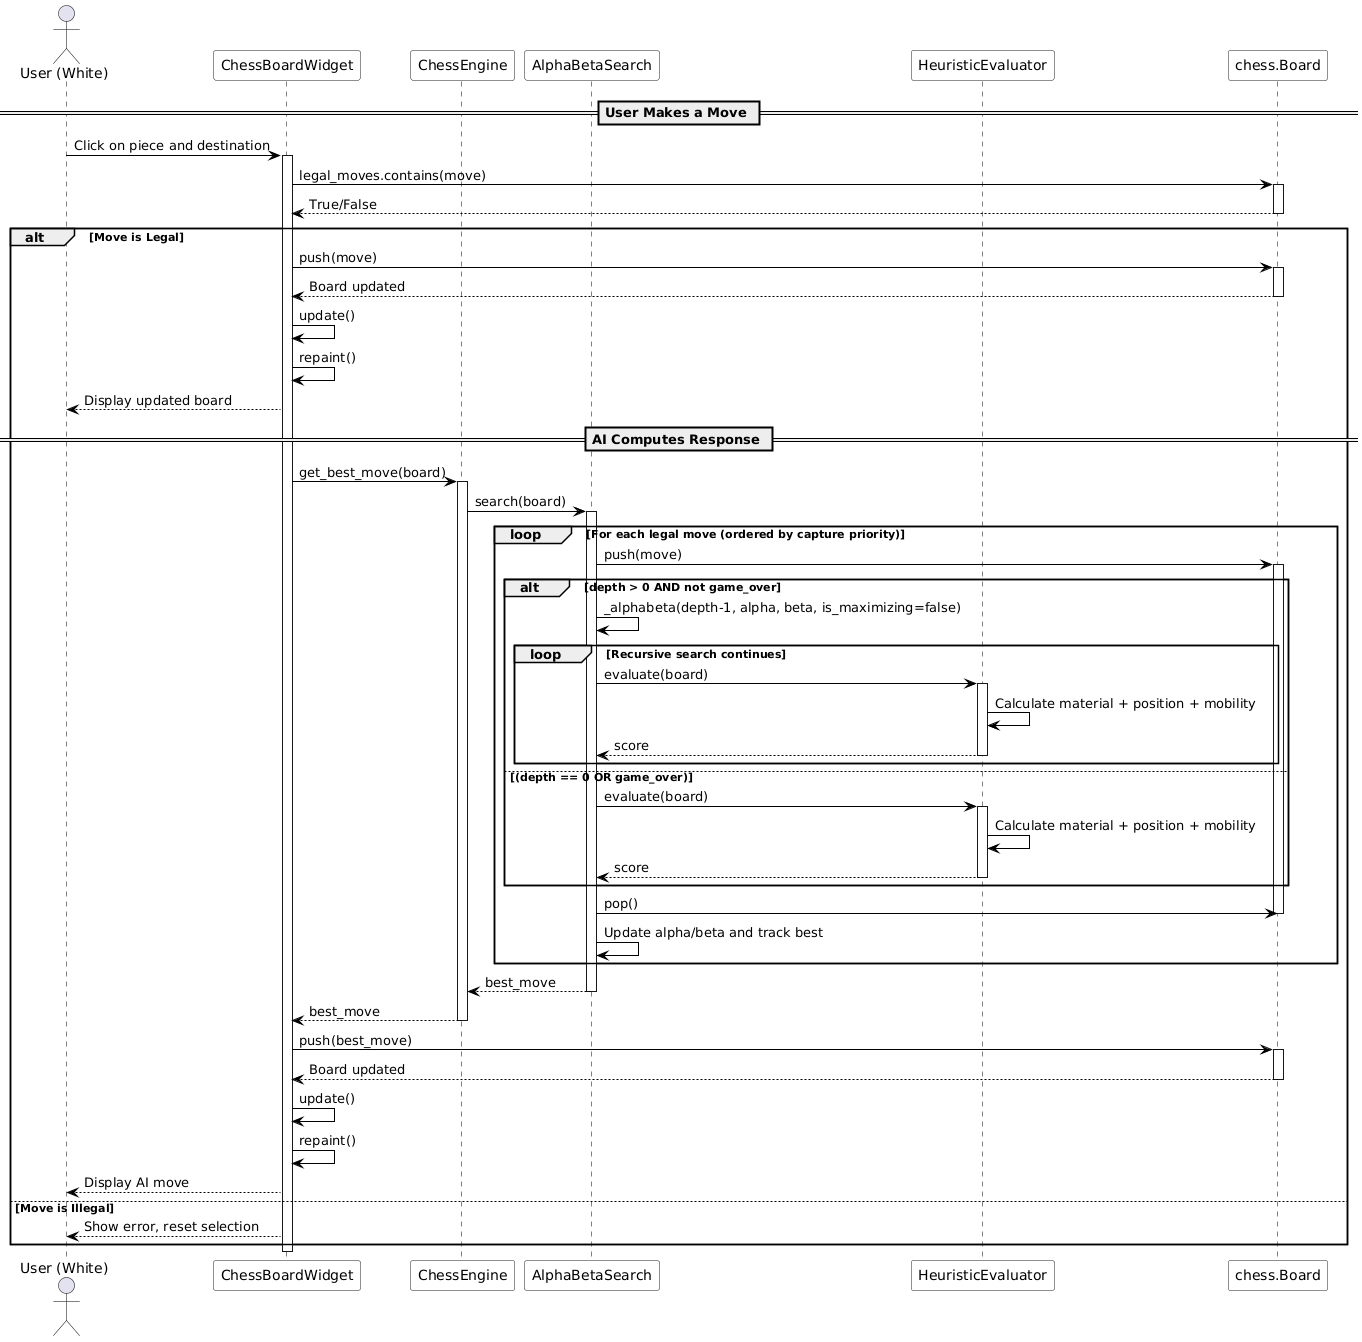 User (White)
ChessBoardWidget
ChessEngine
AlphaBetaSearch
HeuristicEvaluator
chess.Board
User Makes a Move
Click on piece and destination
legal_moves.contains(move)
True/False
alt
[Move is Legal]
push(move)
Board updated
update()
repaint()
Display updated board
AI Computes Response
get_best_move(board)
search(board)
loop
[For each legal move (ordered by capture priority)]
push(move)
alt
[depth > 0 AND not game_over]
_alphabeta(depth-1, alpha, beta, is_maximizing=false)
loop
[Recursive search continues]
evaluate(board)
Calculate material + position + mobility
score
[(depth == 0 OR game_over)]
evaluate(board)
Calculate material + position + mobility
score
pop()
Update alpha/beta and track best
best_move
best_move
push(best_move)
Board updated
update()
repaint()
Display AI move
[Move is Illegal]
Show error, reset selection
User (White)
ChessBoardWidget
ChessEngine
AlphaBetaSearch
HeuristicEvaluator
chess.Board